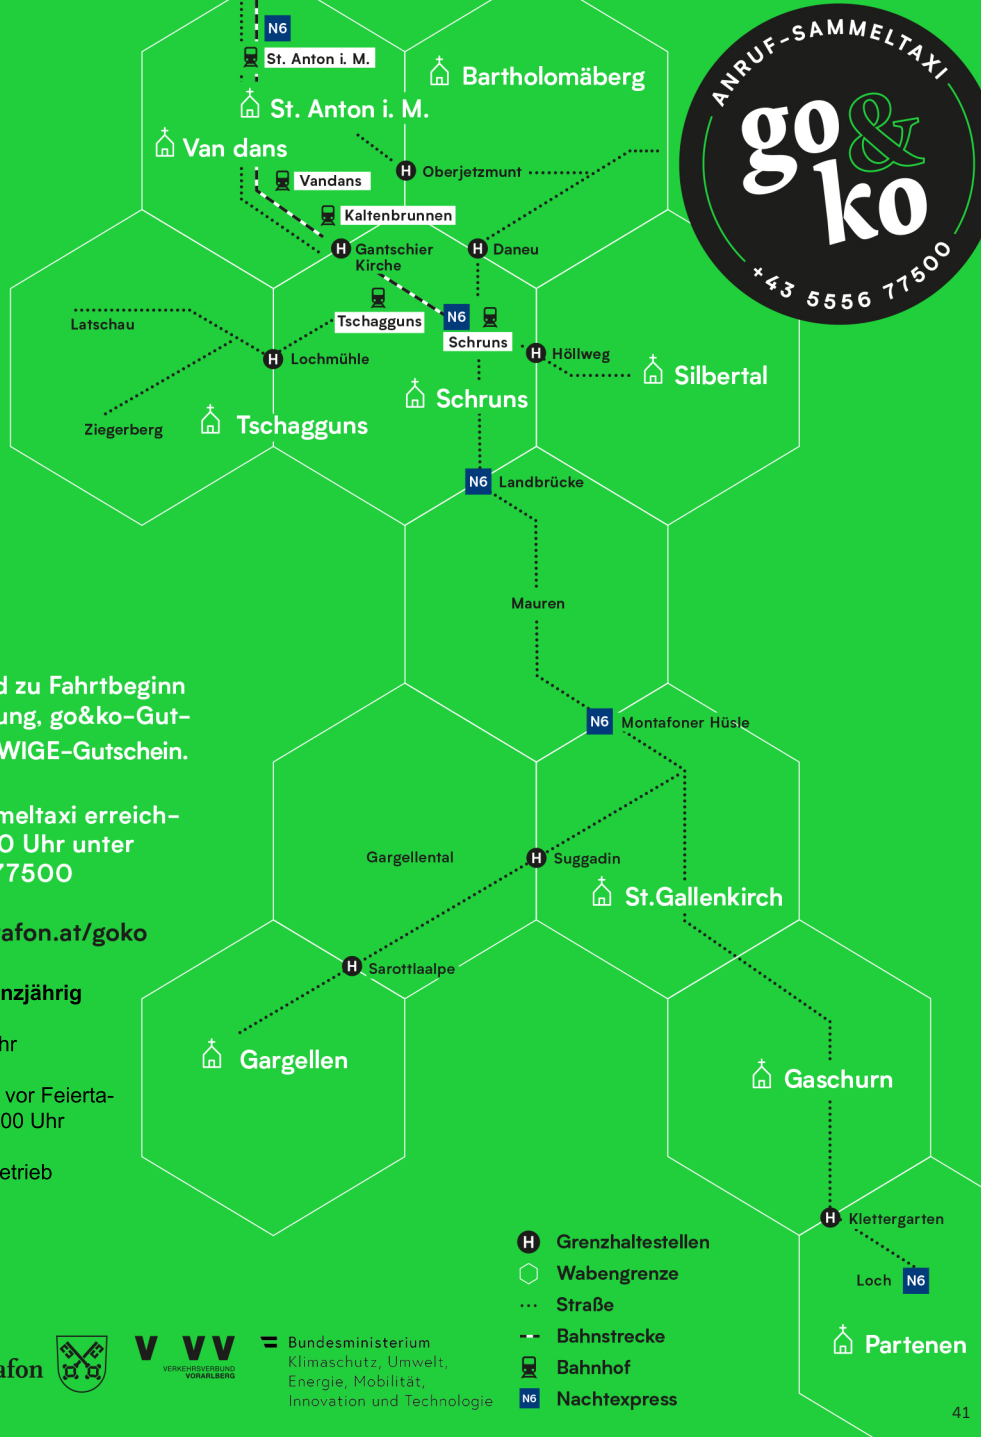 N6
St. Anton i. M.
Bartholomäberg
St. Anton i. M.
Van dans
H Oberjetzmunt
Vandans
Kaltenbrunnen
H Gantschier
Kirche
H Daneu
ANRUF-SAMMELTAXI
go&
ko
+43 5556 77500
Latschau
Tschagguns
N6
Schruns
H Lochmühle
H Höllweg
Silbertal
Schruns
Ziegerberg
Tschagguns
N6 Landbrücke
Mauren
N6 Montafoner Hüsle
d zu Fahrtbeginn
ung, go&ko-Gut-
WIGE-Gutschein.
meltaxi erreich-
0 Uhr unter
77500
afon.at/goko
nzjährig
hr
vor Feierta-
00 Uhr
etrieb
Gargellental
H Suggadin
St.Gallenkirch
H Sarottlaalpe
Gargellen
Gaschurn
H Klettergarten
Loch N6
Partenen
H Grenzhaltestellen
Wabengrenze
Straße
Bahnstrecke
Bahnhof
N6 Nachtexpress
afon
V VV
VERKEHRSVERBUND
VORARLBERG
Bundesministerium
Klimaschutz, Umwelt,
Energie, Mobilität,
Innovation und Technologie
41